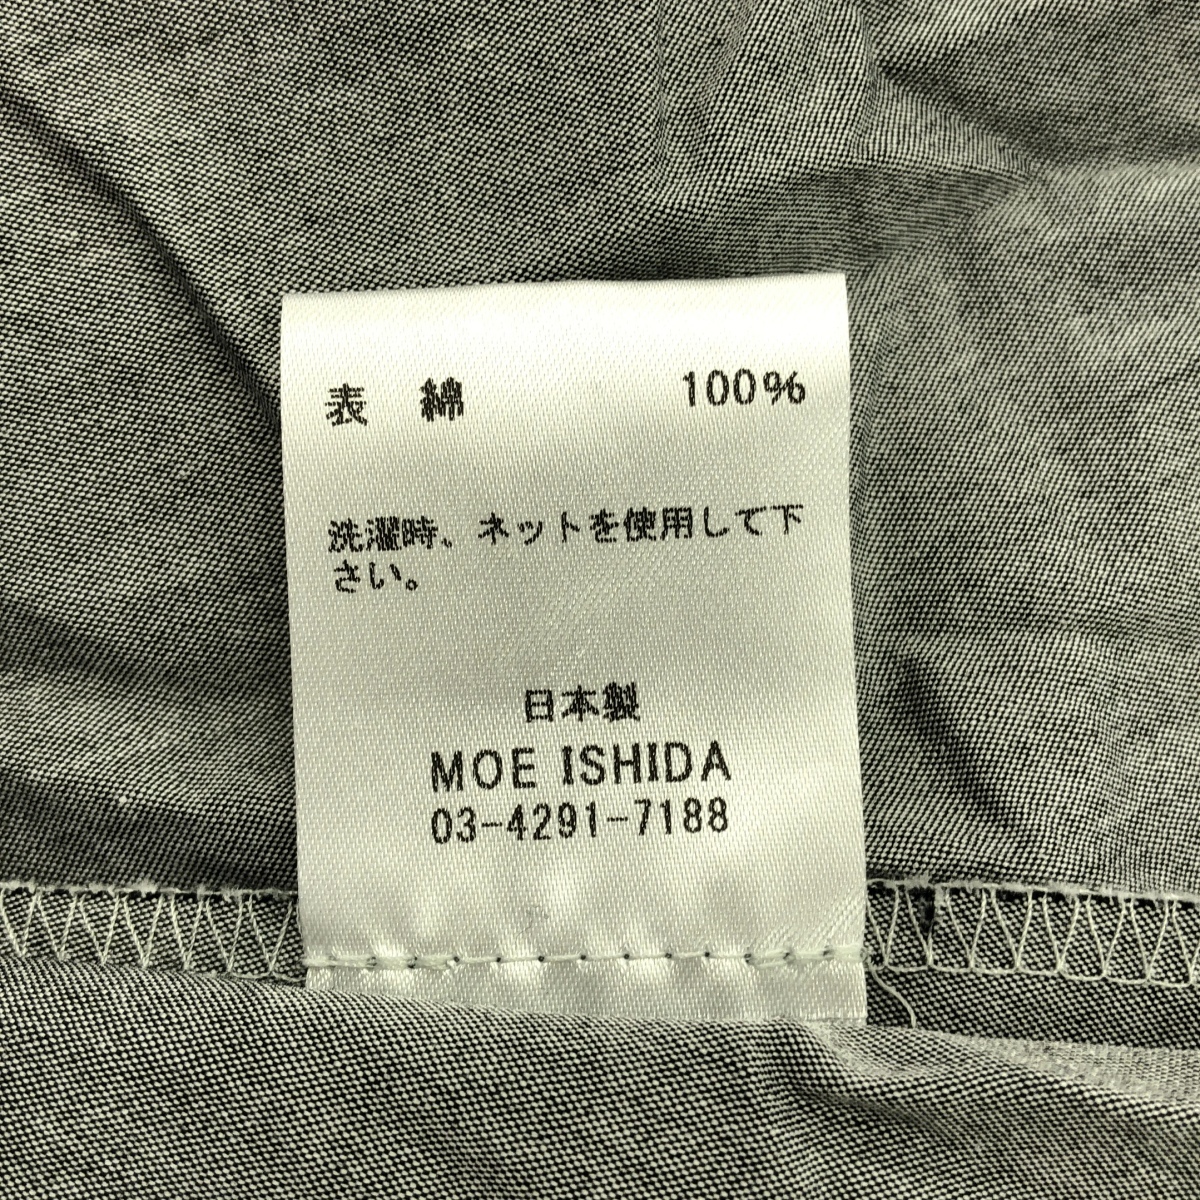 表 綿 100%
洗濯時、ネットを使用して下
さい。
日本製
MOE ISHIDA
03-4291-7188